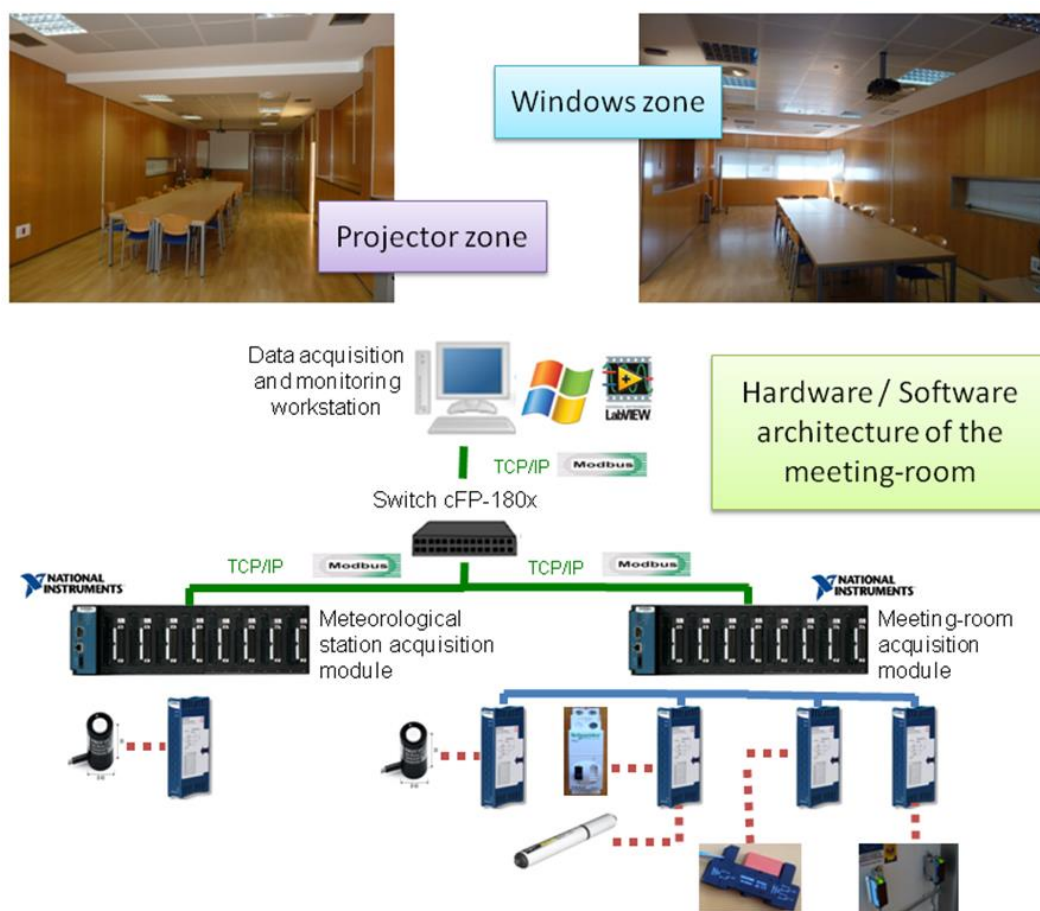 Windows zone
Projector zone
Data acquisition
and monitoring
workstation
LabVIEW
Hardware / Software
architecture of the
meeting-room
TCP/IP
Modbus
Switch cFP-180x
TCP/IP
Modbus
TCP/IP
Modbus
NATIONAL
INSTRUMENTS
NATIONAL
INSTRUMENTS
Meteorological
station acquisition
module
Meeting-room
acquisition
module